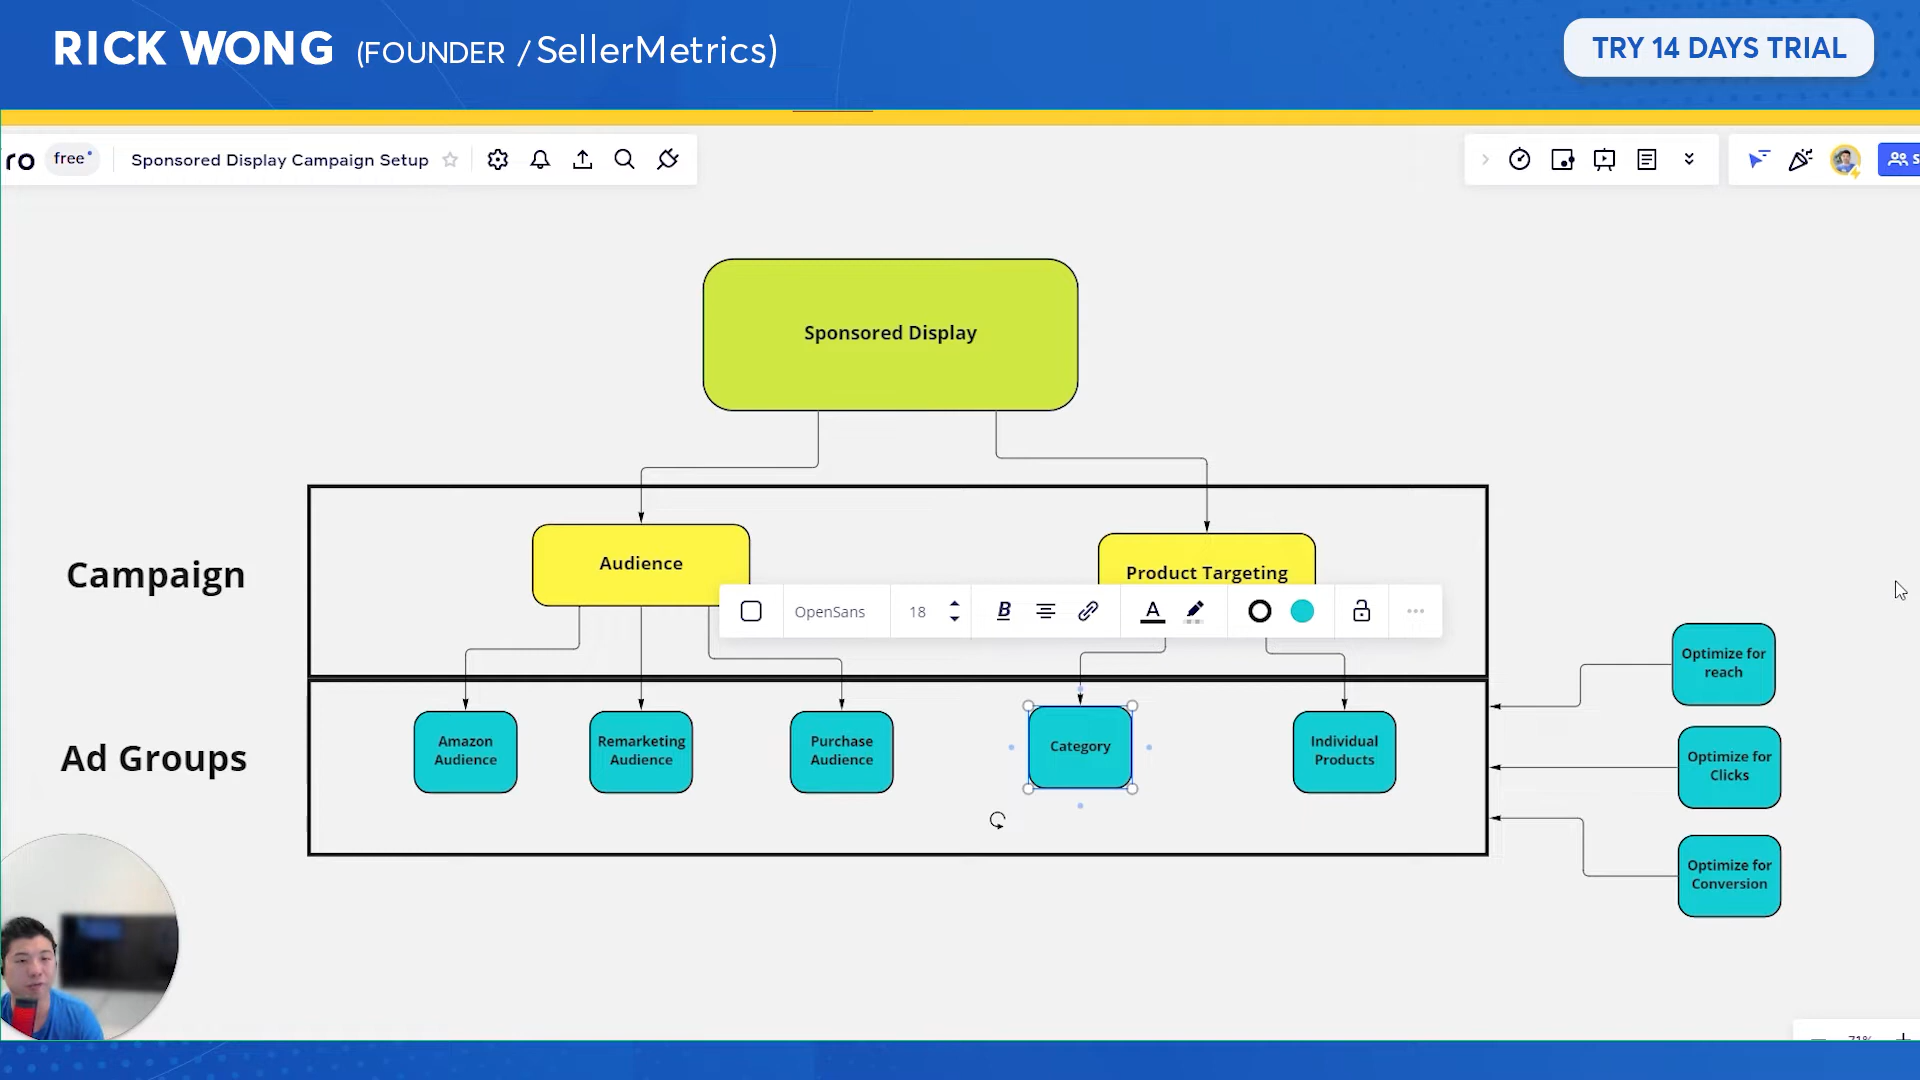 RICK WONG (FOUNDER / SellerMetrics)
TRY 14 DAYS TRIAL
ro free
Sponsored Display Campaign Setup
S
Sponsored Display
Campaign
Audience
Product Targeting
OpenSans 18 B A
Ad Groups
Amazon
Audience
Remarketing
Audience
Purchase
Audience
Category
Individual
Products
Optimize for
reach
Optimize for
Clicks
Optimize for
Conversion
71%